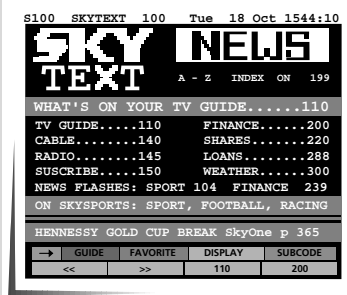 S100 SKYTEXT 100 Tue 18 Oct 1544:10
SKY NEWS
TEXT A - Z INDEX ON 199
WHAT'S ON YOUR TV GUIDE......110
TV GUIDE.....110 FINANCE......200
CABLE........140 SHARES.......220
RADIO........145 LOANS........288
SUSCRIBE.....150 WEATHER......300
NEWS FLASHES: SPORT 104 FINANCE 239
ON SKYSPORTS: SPORT, FOOTBALL, RACING
HENNESSY GOLD CUP BREAK SkyOne p 365
→ GUIDE FAVORITE DISPLAY SUBCODE
<< >> 110 200